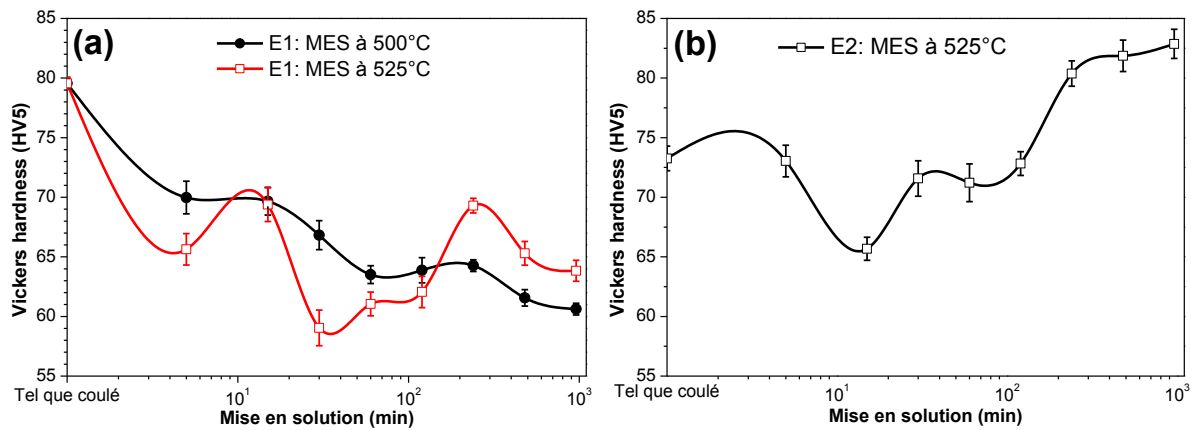 (a)
E1: MES à 500°C
E1: MES à 525°C
Vickers hardness (HV5)
85
80
75
70
65
60
55
Tel que coulé
10¹
10²
10³
Mise en solution (min)
(b)
E2: MES à 525°C
Vickers hardness (HV5)
85
80
75
70
65
60
55
Tel que coulé
10¹
10²
10³
Mise en solution (min)